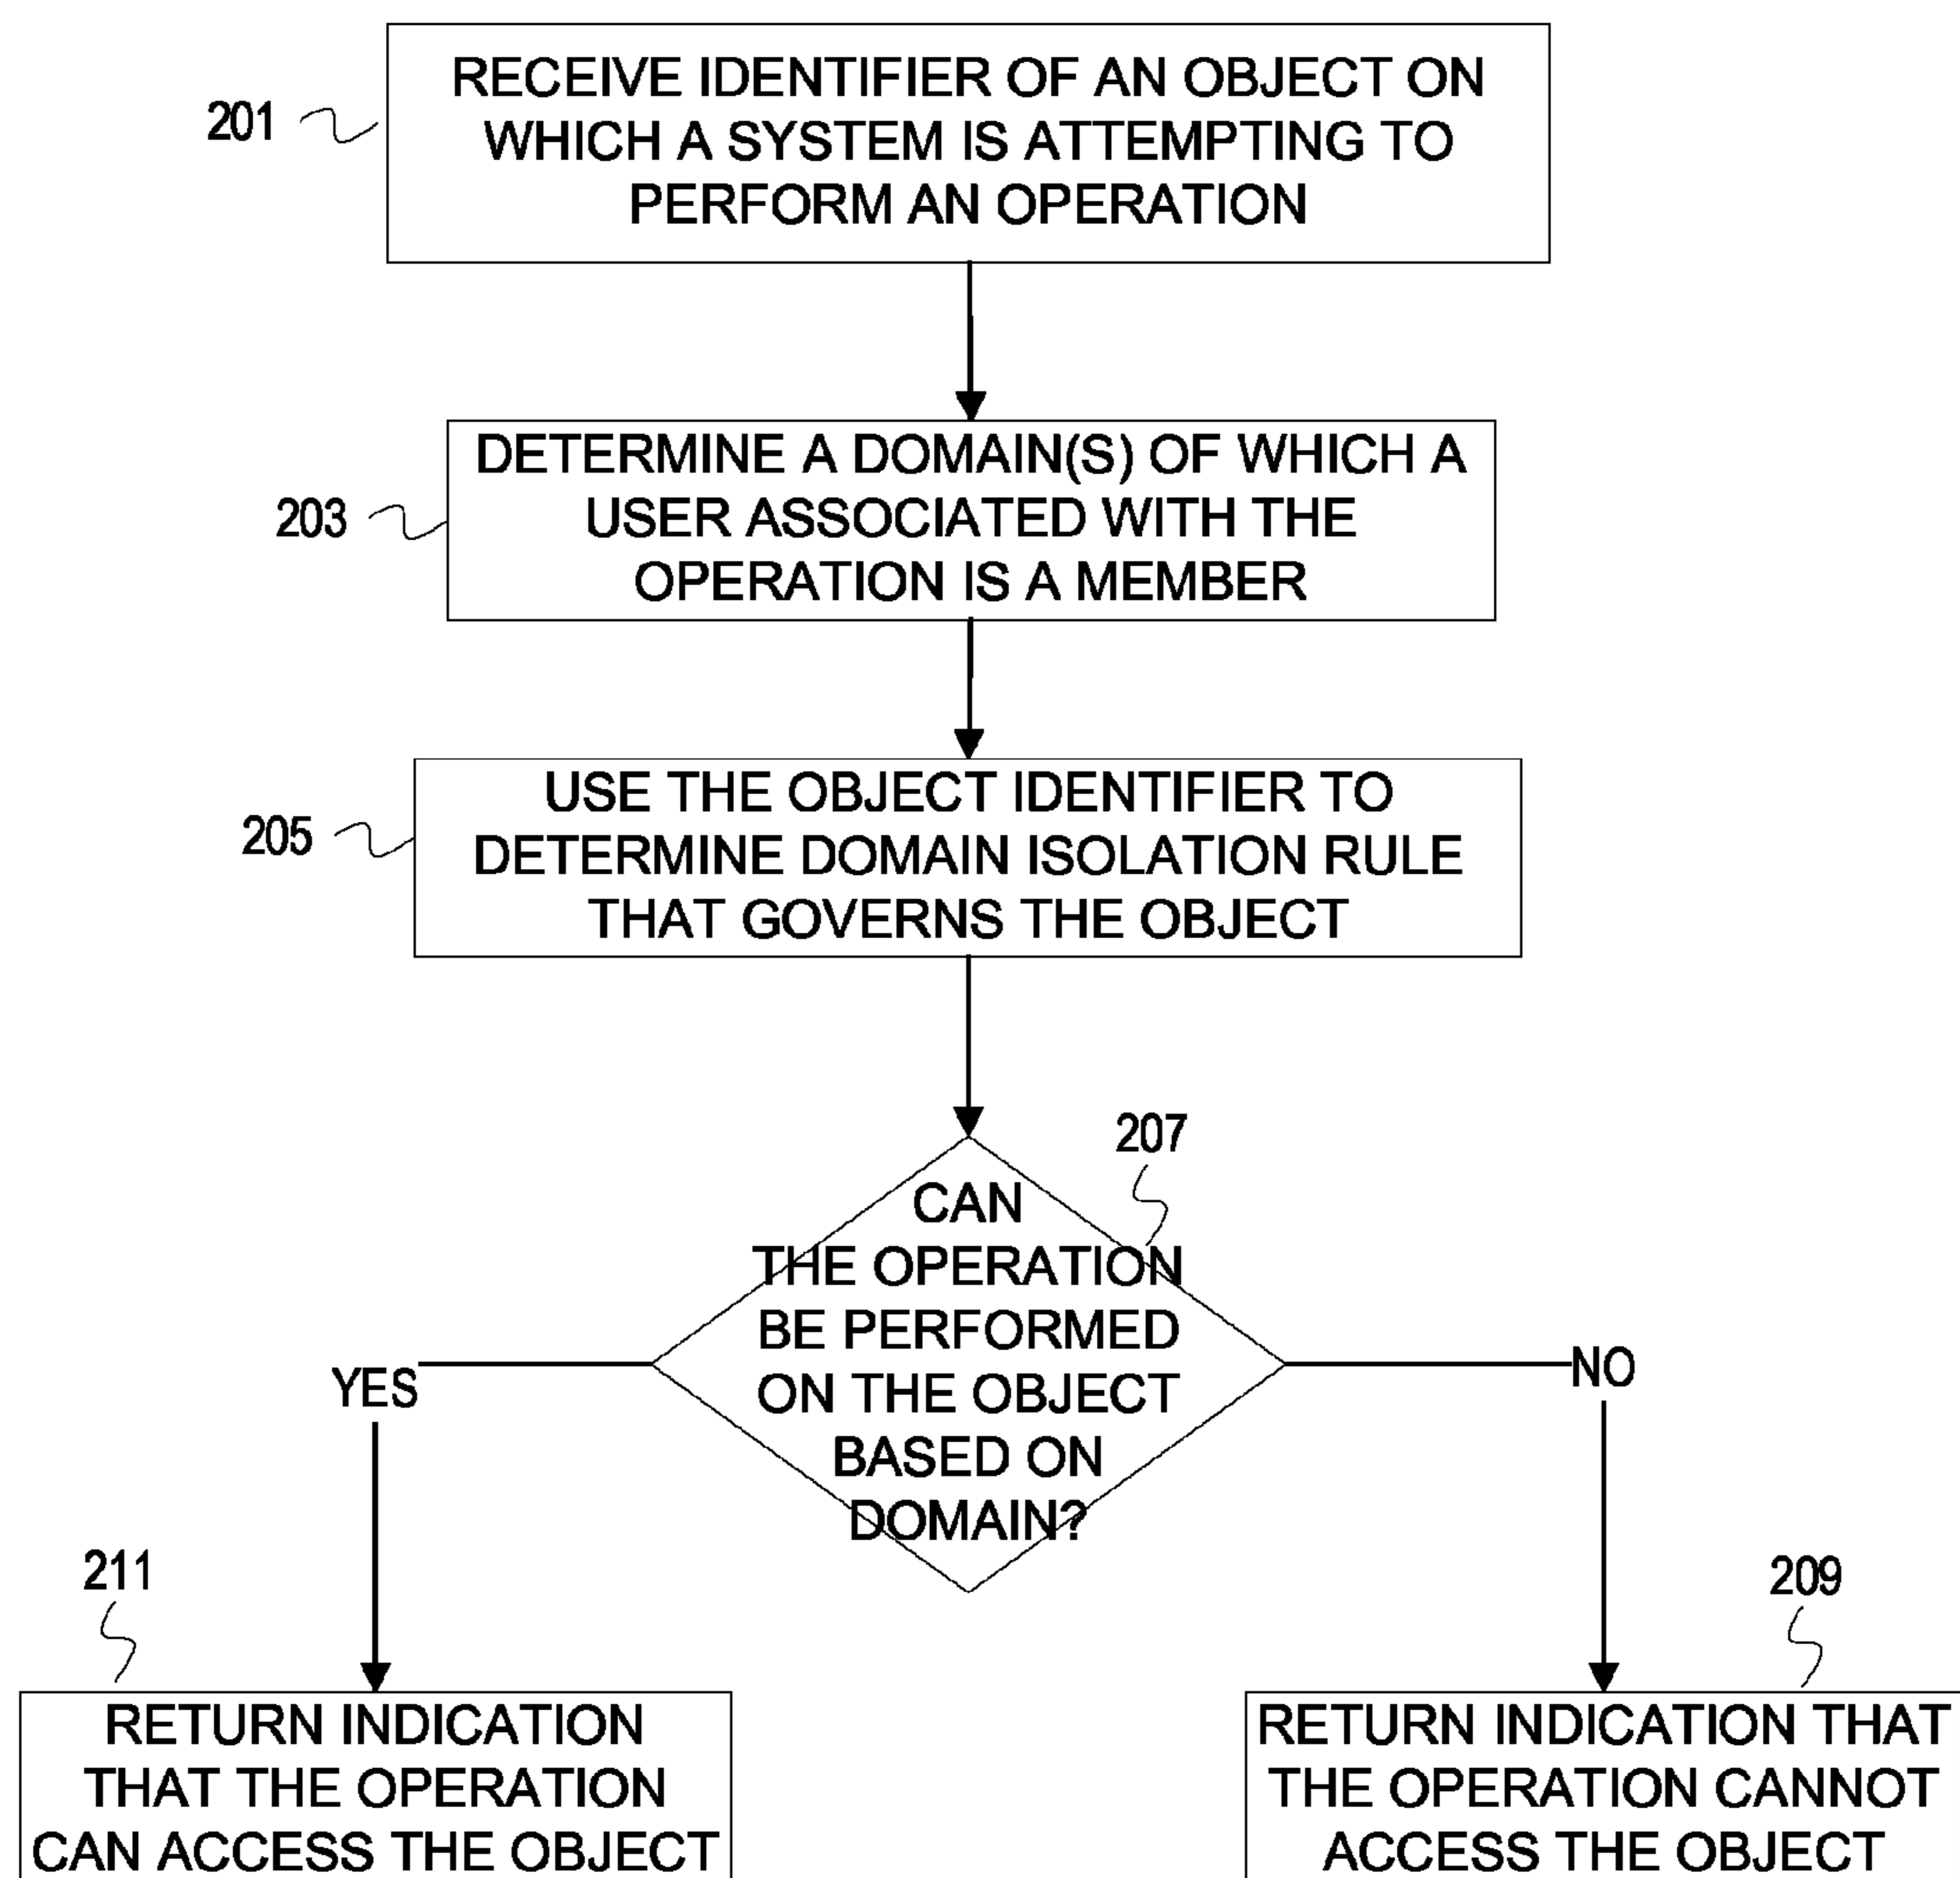 201
RECEIVE IDENTIFIER OF AN OBJECT ON
WHICH A SYSTEM IS ATTEMPTING TO
PERFORM AN OPERATION
203
DETERMINE A DOMAIN(S) OF WHICH A
USER ASSOCIATED WITH THE
OPERATION IS A MEMBER
205
USE THE OBJECT IDENTIFIER TO
DETERMINE DOMAIN ISOLATION RULE
THAT GOVERNS THE OBJECT
207
CAN
THE OPERATION
BE PERFORMED
ON THE OBJECT
BASED ON
DOMAIN?
YES
NO
211
RETURN INDICATION
THAT THE OPERATION
CAN ACCESS THE OBJECT
209
RETURN INDICATION THAT
THE OPERATION CANNOT
ACCESS THE OBJECT